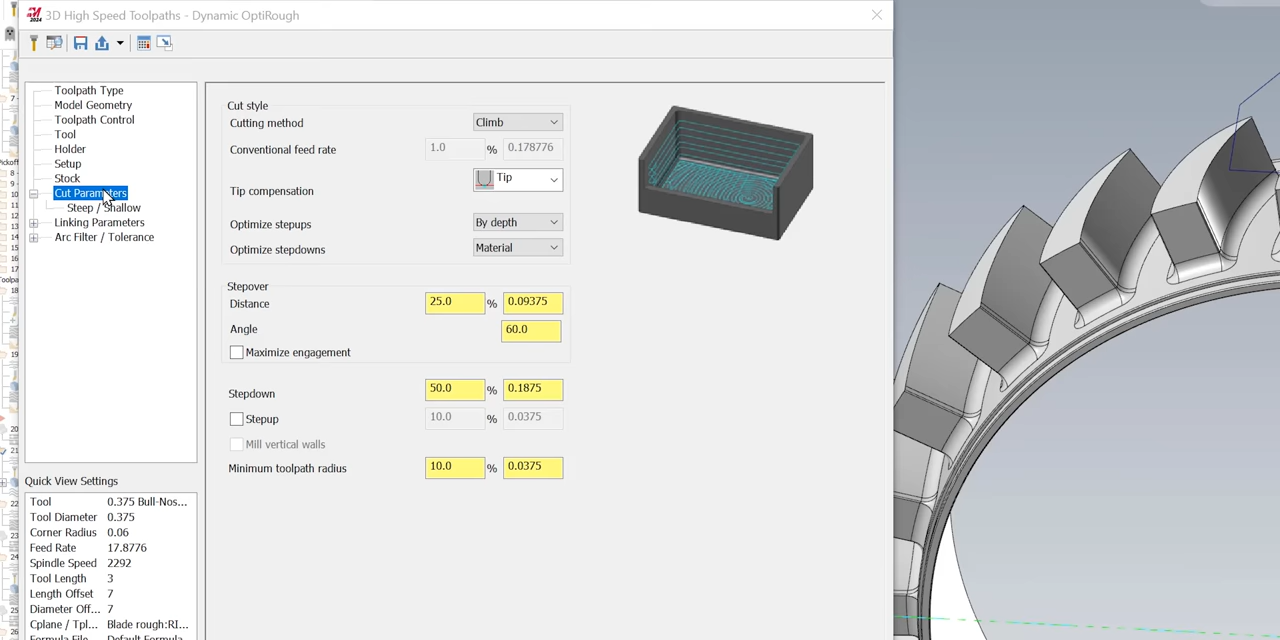 2024 3D High Speed Toolpaths - Dynamic OptiRough
Toolpath Type
Model Geometry
Toolpath Control
Tool
Holder
Setup
Stock
Cut Parameters
Steep / Shallow
Linking Parameters
Arc Filter / Tolerance
Cut style
Cutting method Climb
Conventional feed rate 1.0 % 0.178776
Tip compensation Tip
Optimize stepups By depth
Optimize stepdowns Material
Stepover
Distance 25.0 % 0.09375
Angle 60.0
Maximize engagement
Stepdown 50.0 % 0.1875
Stepup 10.0 % 0.0375
Mill vertical walls
Minimum toolpath radius 10.0 % 0.0375
Quick View Settings
Tool 0.375 Bull-Nos...
Tool Diameter 0.375
Corner Radius 0.06
Feed Rate 17.8776
Spindle Speed 2292
Tool Length 3
Length Offset 7
Diameter Off... 7
Cplane / Tpl... Blade rough:RI...
Formula File Default Formula